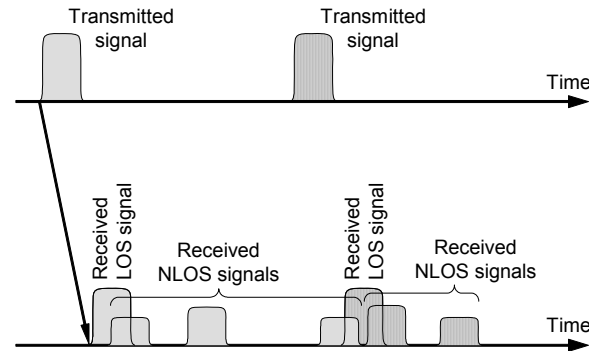 Transmitted
signal
Transmitted
signal
Time
Received
LOS signal
Received
NLOS signals
Received
LOS signal
Received
NLOS signals
Time